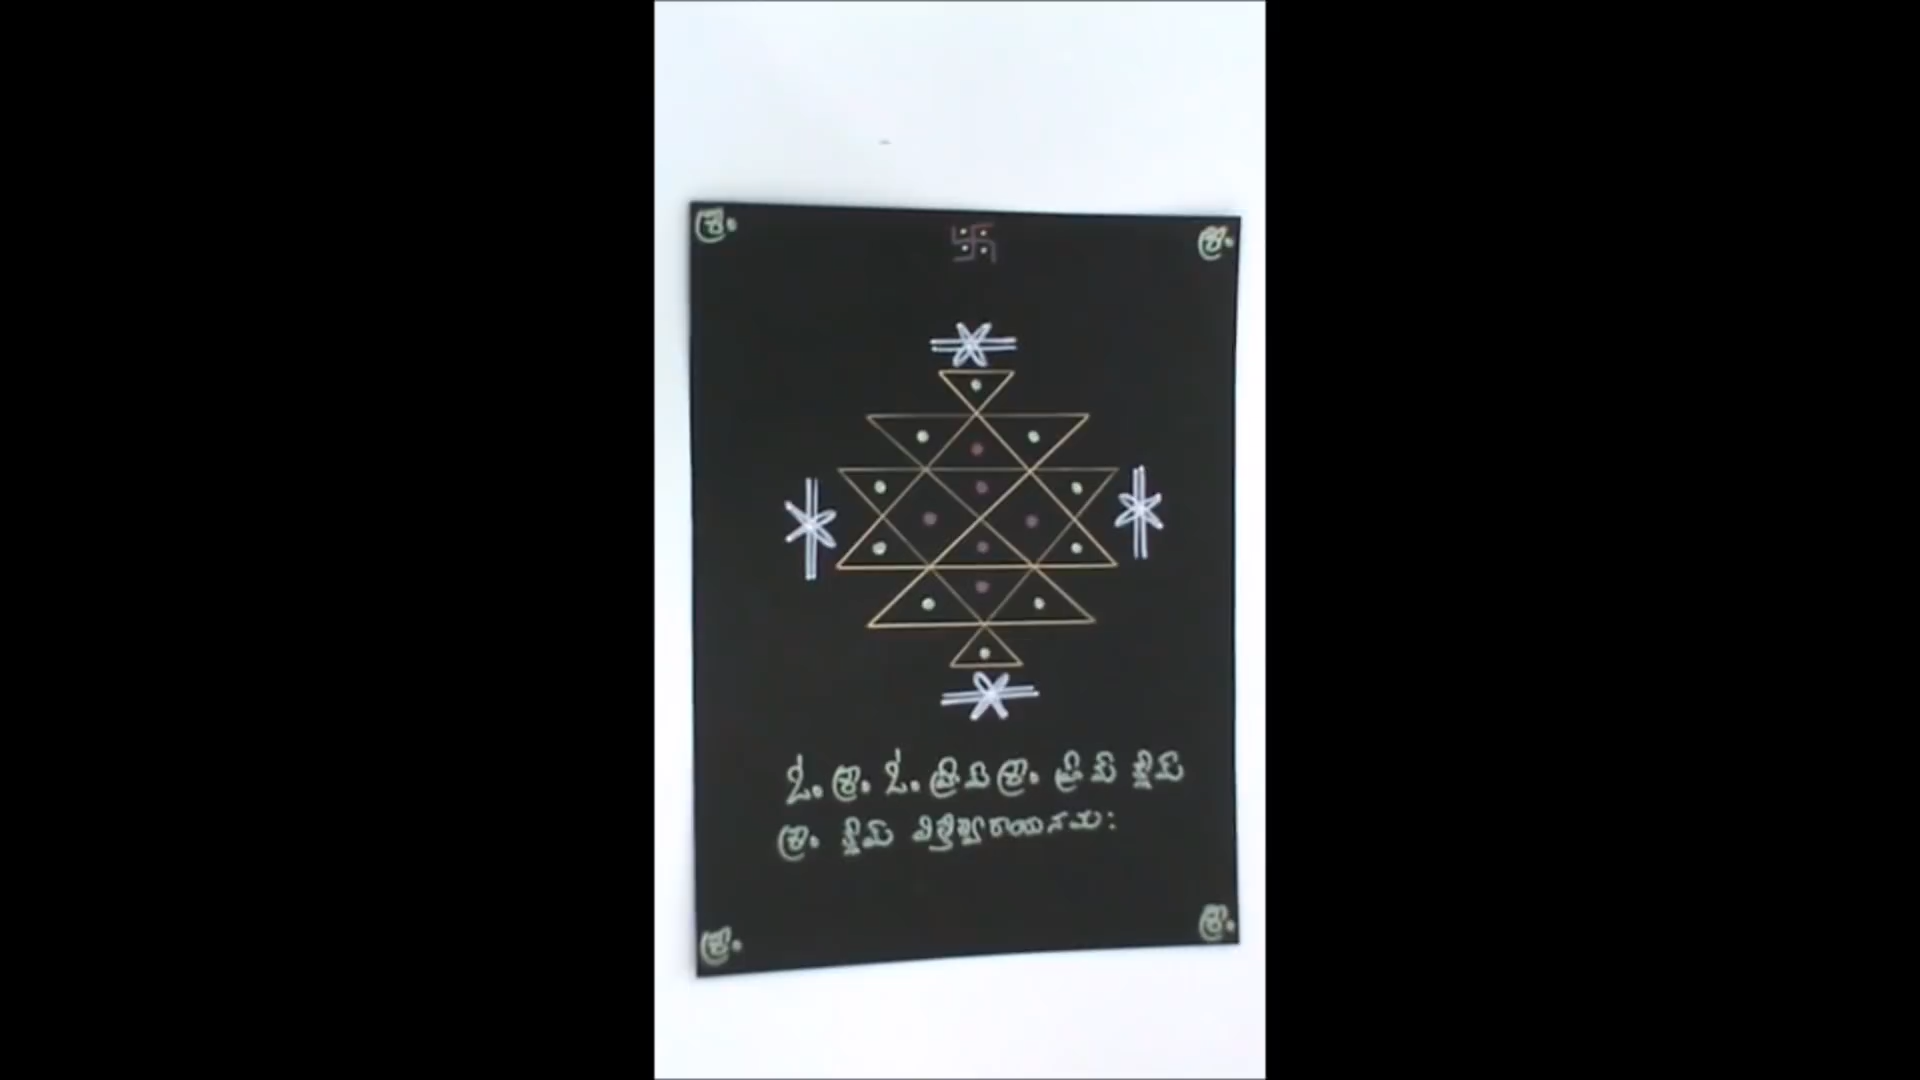 శ్రీం
శ్రీం
ఓం శ్రీం ఓం హ్రీమ్ శ్రీం హ్రీమ్ క్లీమ్
శ్రీం క్లీమ్ విత్తేశ్వరాయనమః
శ్రీం
శ్రీం